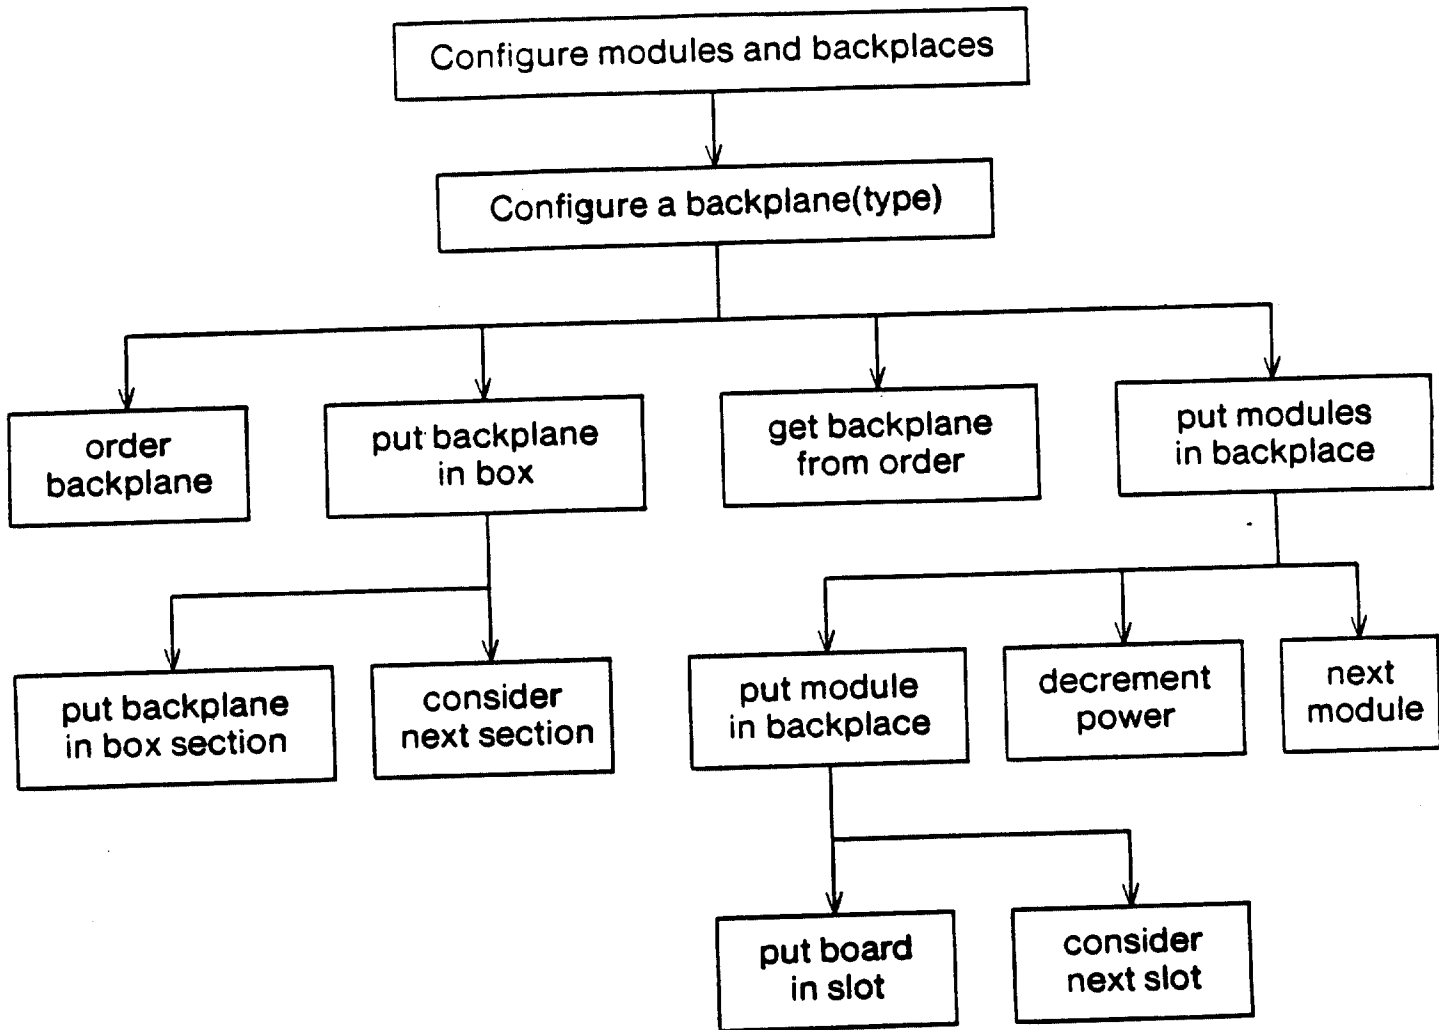 Configure modules and backplaces
Configure a backplane(type)
order
backplane
put backplane
in box
get backplane
from order
put modules
in backplace
put backplane
in box section
consider
next section
put module
in backplace
decrement
power
next
module
put board
in slot
consider
next slot